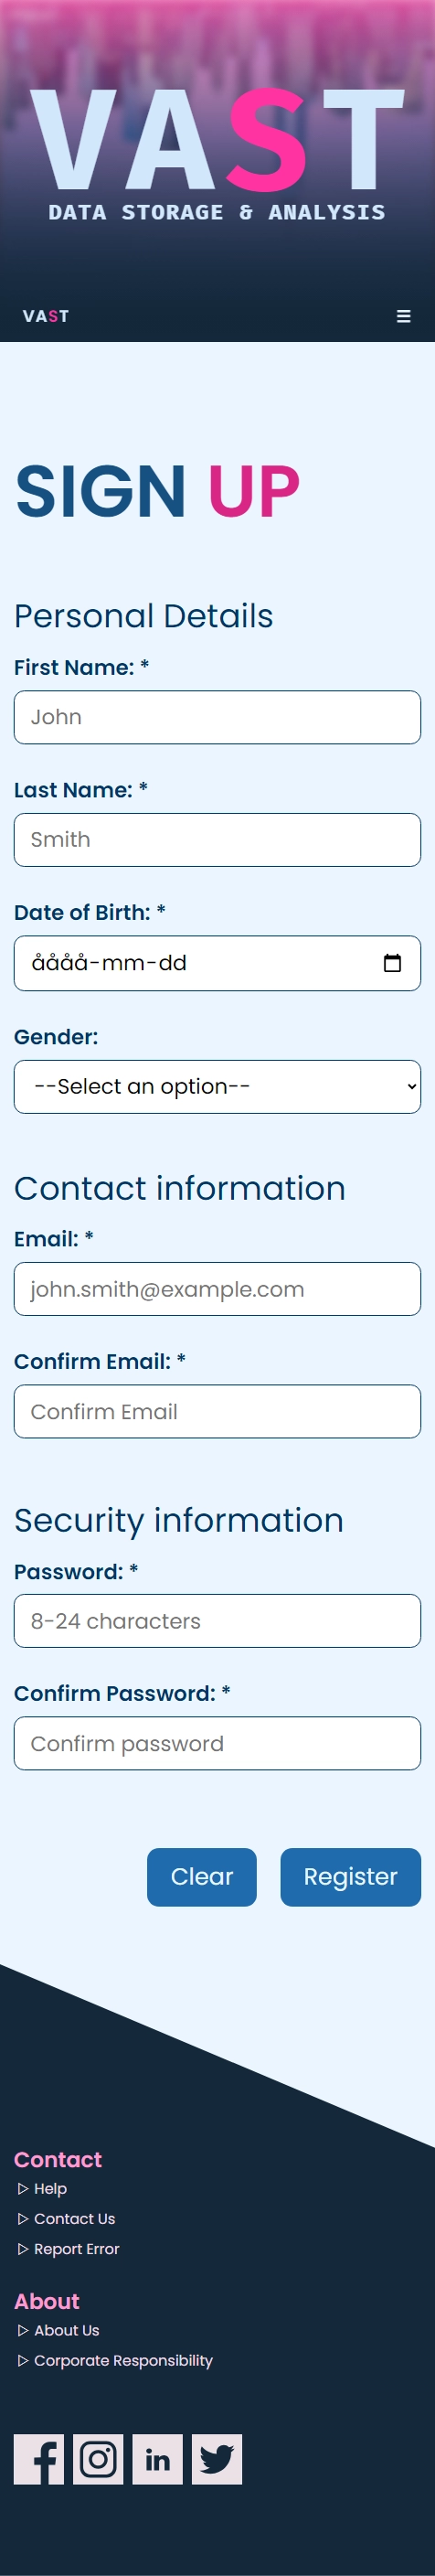 VAST
DATA STORAGE & ANALYSIS
VAST
SIGN UP
Personal Details
First Name: *
John
Last Name: *
Smith
Date of Birth: *
åååå-mm-dd
Gender:
--Select an option--
Contact information
Email: *
john.smith@example.com
Confirm Email: *
Confirm Email
Security information
Password: *
8-24 characters
Confirm Password: *
Confirm password
Clear Register
Contact
Help
Contact Us
Report Error
About
About Us
Corporate Responsibility